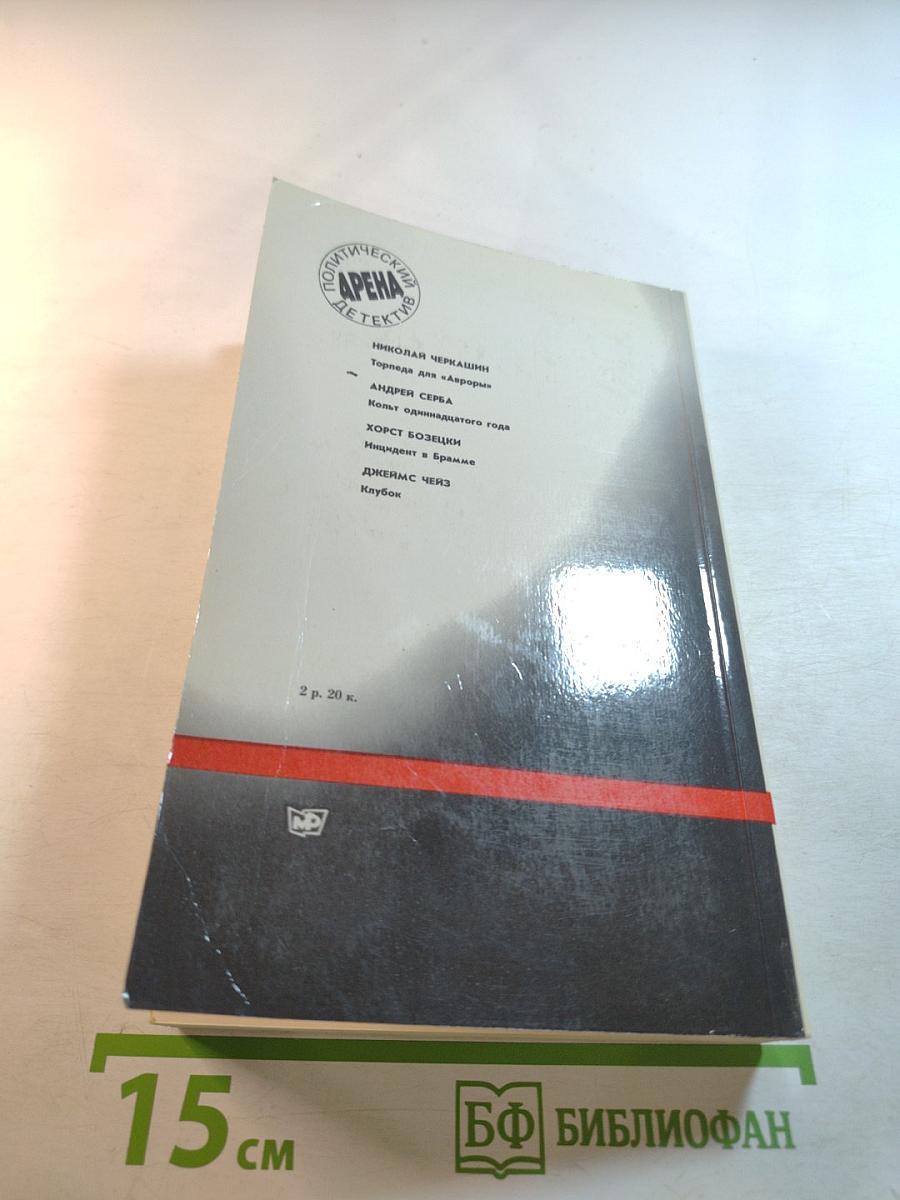 ПОЛИТИЧЕСКИЙ
АРЕНА
ДЕТЕКТИВ
НИКОЛАЙ ЧЕРКАШИН
Торпеда для «Авроры»
АНДРЕЙ СЕРБА
Кольт одиннадцатого года
ХОРСТ БОЗЕЦКИ
Инцидент в Брамме
ДЖЕЙМС ЧЕЙЗ
Клубок
2 р. 20 к.
МР
15 см
БФ БИБЛИОФАН